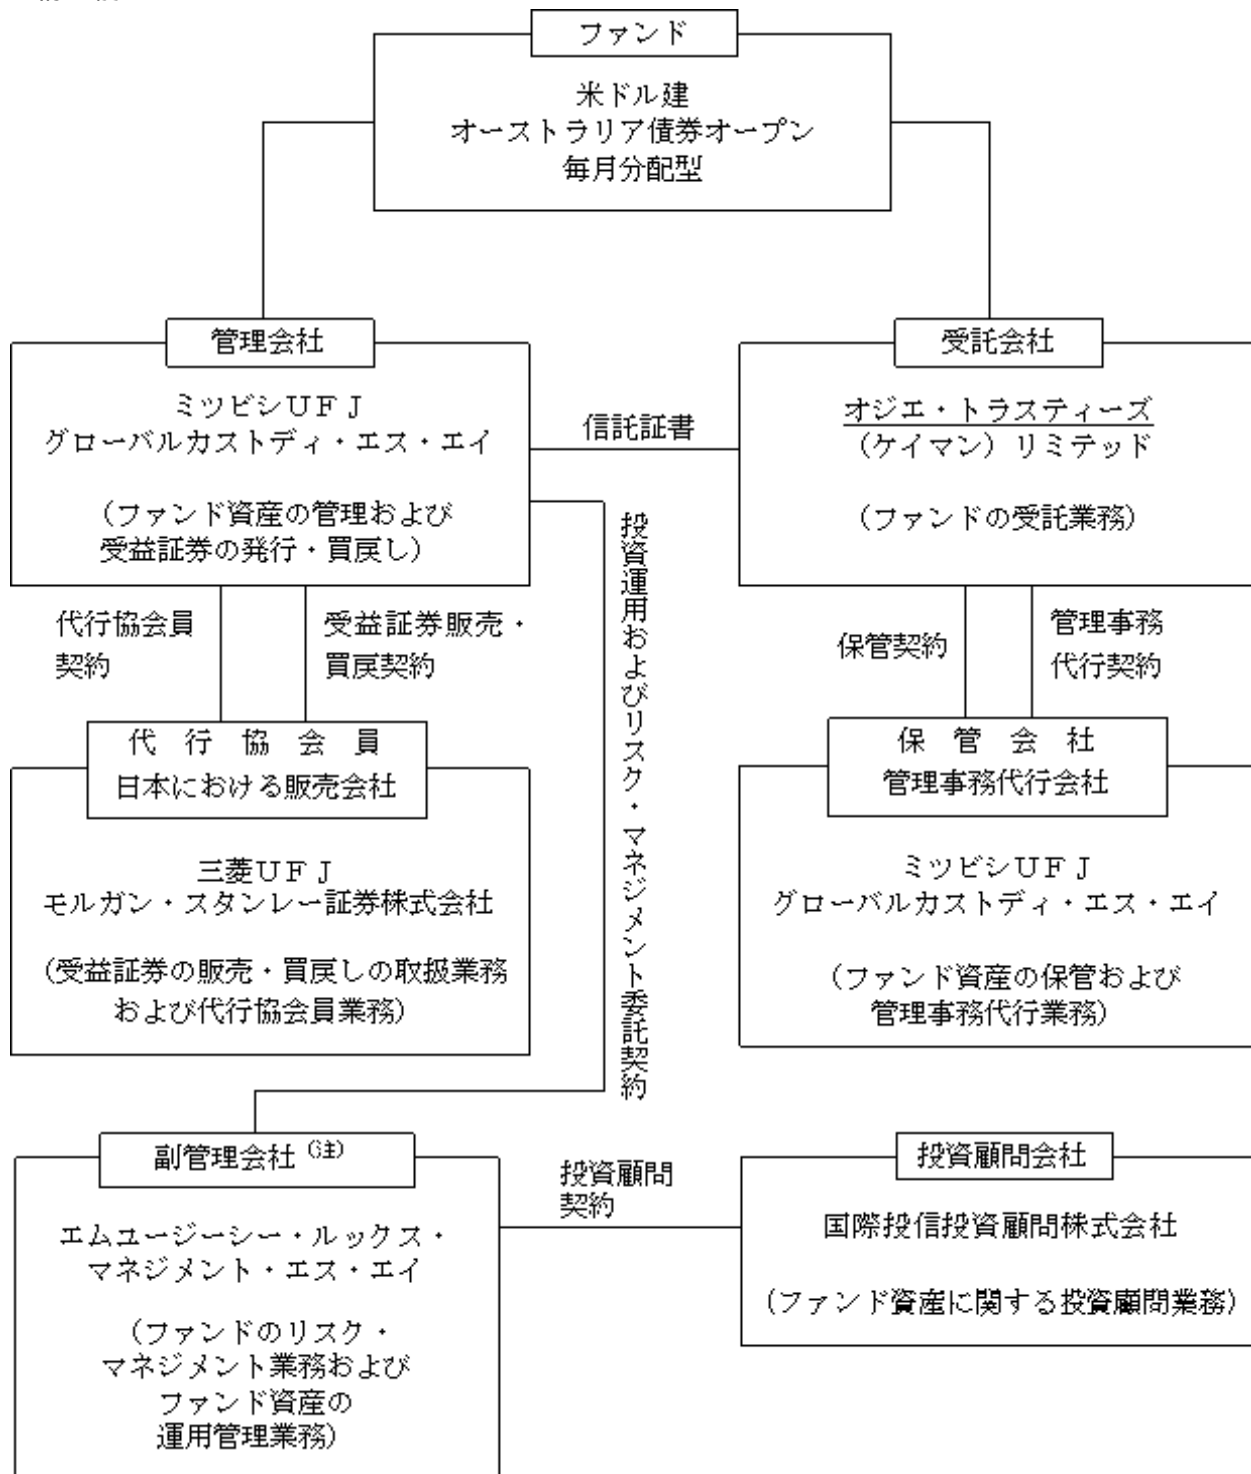 ファンド
米ドル建
オーストラリア債券オープン
毎月分配型
管理会社
ミツビシＵＦＪ
グローバルカストディ・エス・エイ
（ファンド資産の管理および
受益証券の発行・買戻し）
信託証書
受託会社
オジエ・トラスティーズ
（ケイマン）リミテッド
（ファンドの受託業務）
代行協会員
契約
受益証券販売・
買戻契約
投資運用およびリスク・マネジメント委託契約
保管契約
管理事務
代行契約
代行協会員
日本における販売会社
三菱ＵＦＪ
モルガン・スタンレー証券株式会社
（受益証券の販売・買戻しの取扱業務
および代行協会員業務）
保管会社
管理事務代行会社
ミツビシＵＦＪ
グローバルカストディ・エス・エイ
（ファンド資産の保管および
管理事務代行業務）
副管理会社（注）
エムユージーシー・ルックス・
マネジメント・エス・エイ
（ファンドのリスク・
マネジメント業務および
ファンド資産の
運用管理業務）
投資顧問
契約
投資顧問会社
国際投信投資顧問株式会社
（ファンド資産に関する投資顧問業務）